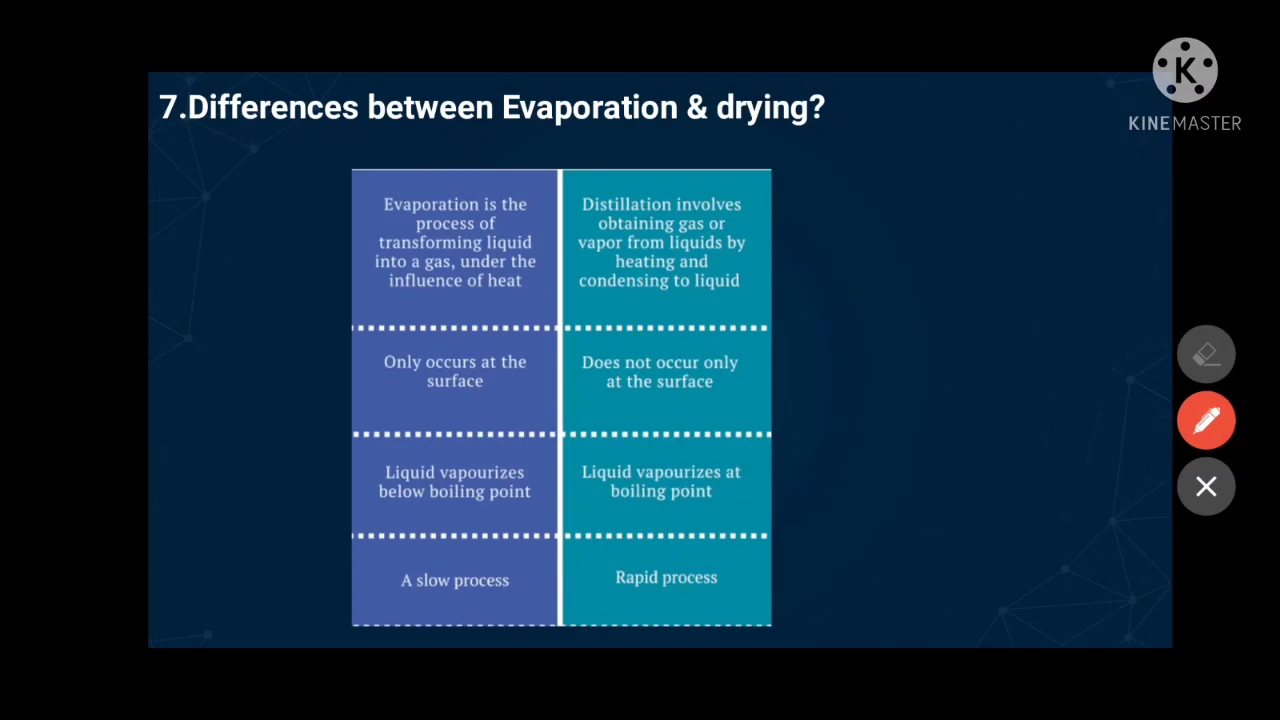 7.Differences between Evaporation & drying?
K
KINEMASTER
Evaporation is the
process of
transforming liquid
into a gas, under the
influence of heat
Distillation involves
obtaining gas or
vapor from liquids by
heating and
condensing to liquid
Only occurs at the
surface
Does not occur only
at the surface
Liquid vapourizes
below boiling point
Liquid vapourizes at
boiling point
A slow process
Rapid process